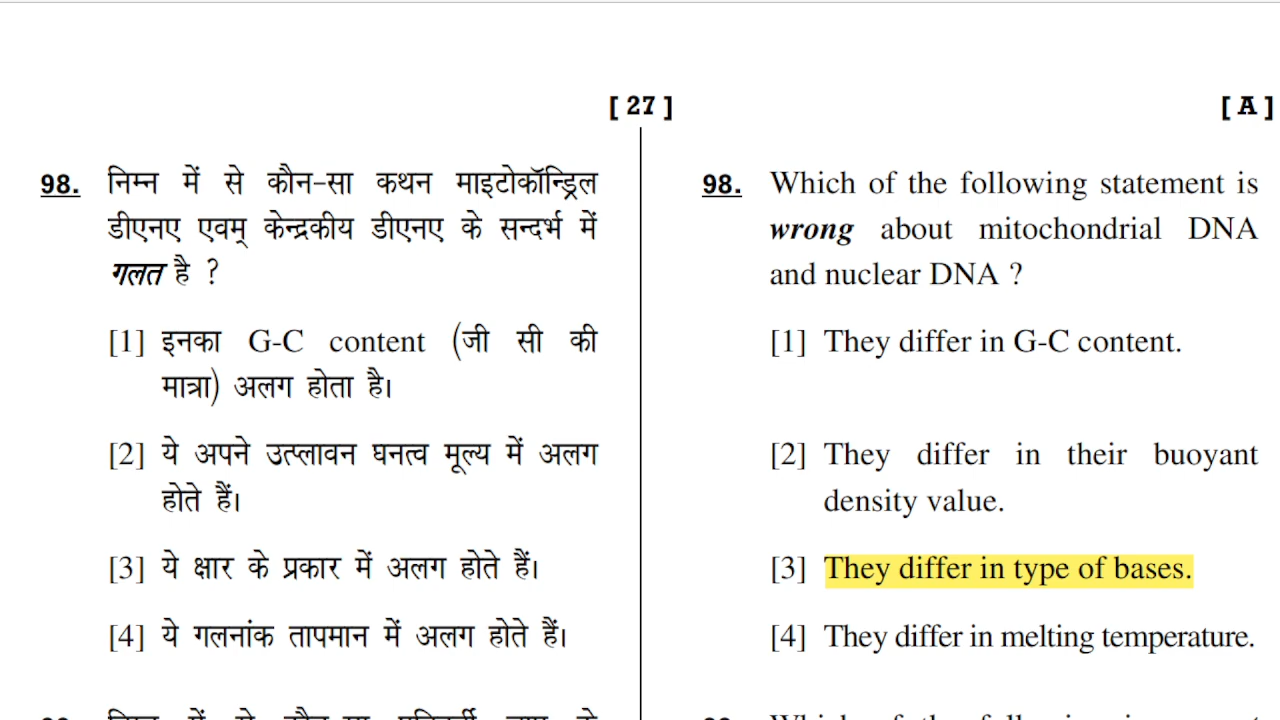 [ 27 ]
[ A ]
98. निम्न में से कौन-सा कथन माइटोकॉन्ड्रिल
डीएनए एवम् केन्द्रकीय डीएनए के सन्दर्भ में
गलत है ?
[1] इनका G-C content (जी सी की
मात्रा) अलग होता है।
[2] ये अपने उत्प्लावन घनत्व मूल्य में अलग
होते हैं।
[3] ये क्षार के प्रकार में अलग होते हैं।
[4] ये गलनांक तापमान में अलग होते हैं।
98. Which of the following statement is
wrong about mitochondrial DNA
and nuclear DNA ?
[1] They differ in G-C content.
[2] They differ in their buoyant
density value.
[3] They differ in type of bases.
[4] They differ in melting temperature.